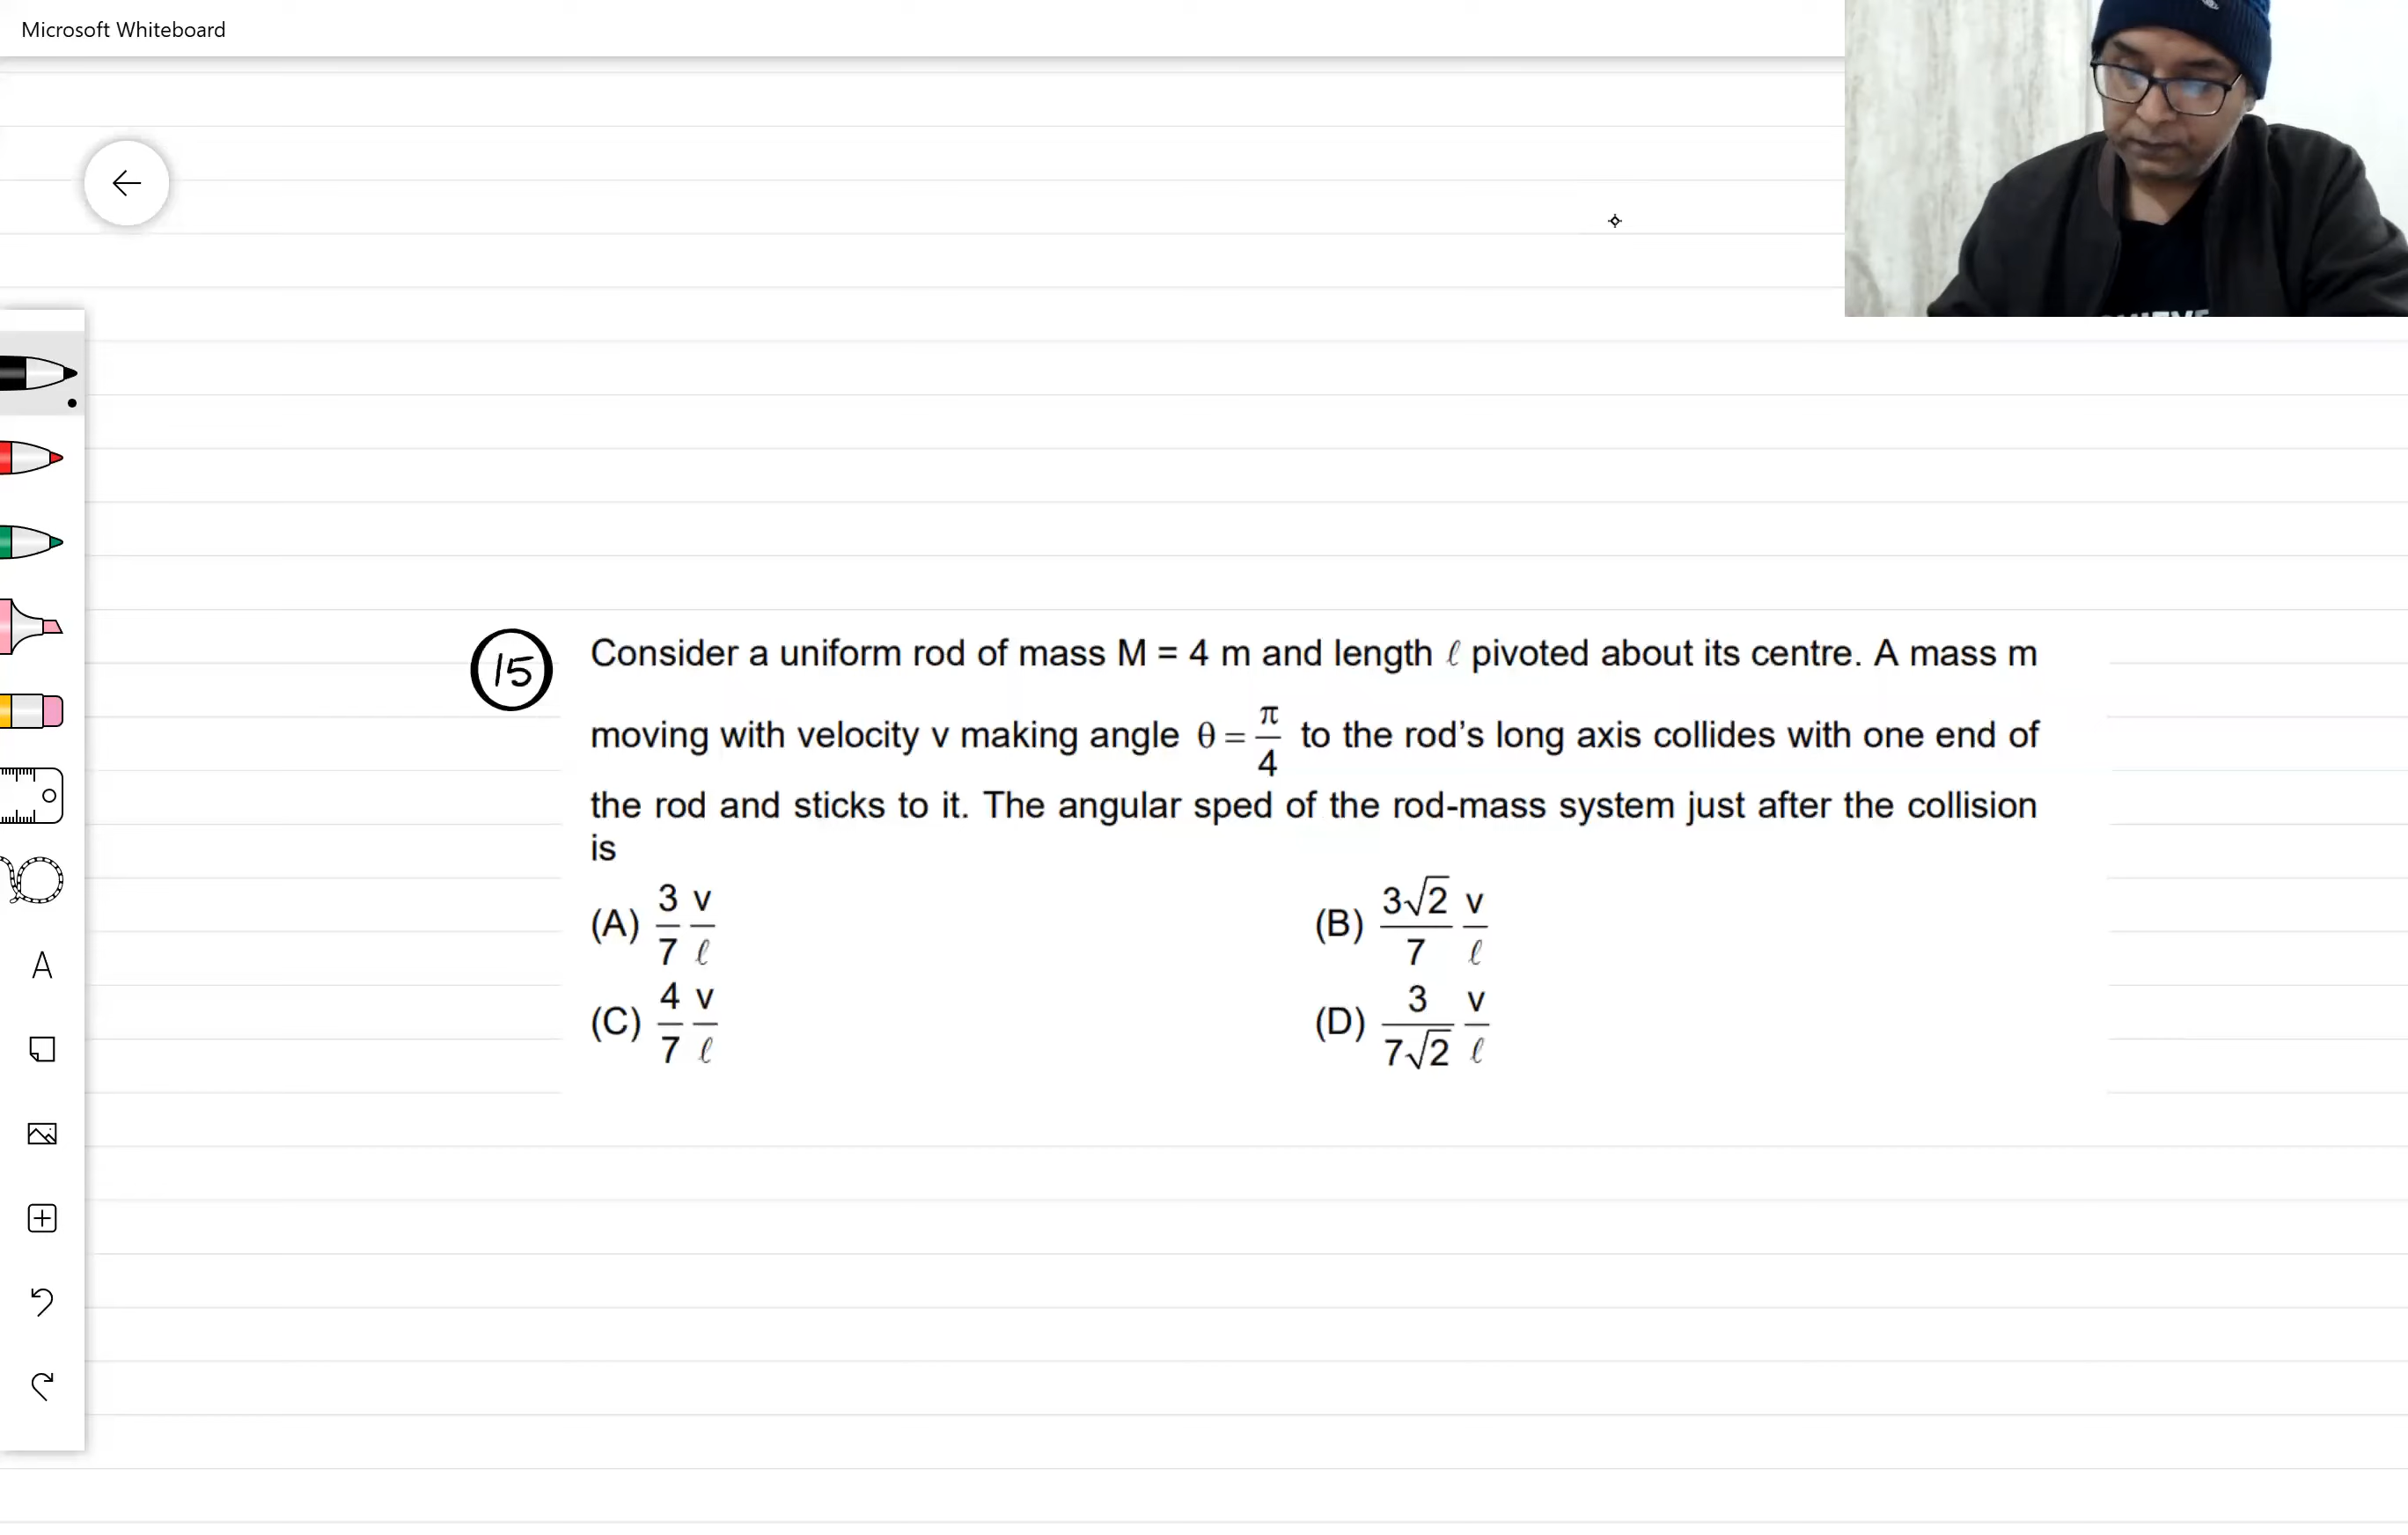 Microsoft Whiteboard
15
Consider a uniform rod of mass M = 4 m and length ℓ pivoted about its centre. A mass m
moving with velocity v making angle θ = π/4 to the rod's long axis collides with one end of
the rod and sticks to it. The angular sped of the rod-mass system just after the collision
is
(A) 3/7 v/ℓ (B) 3√2/7 v/ℓ
(C) 4/7 v/ℓ (D) 3/7√2 v/ℓ
A